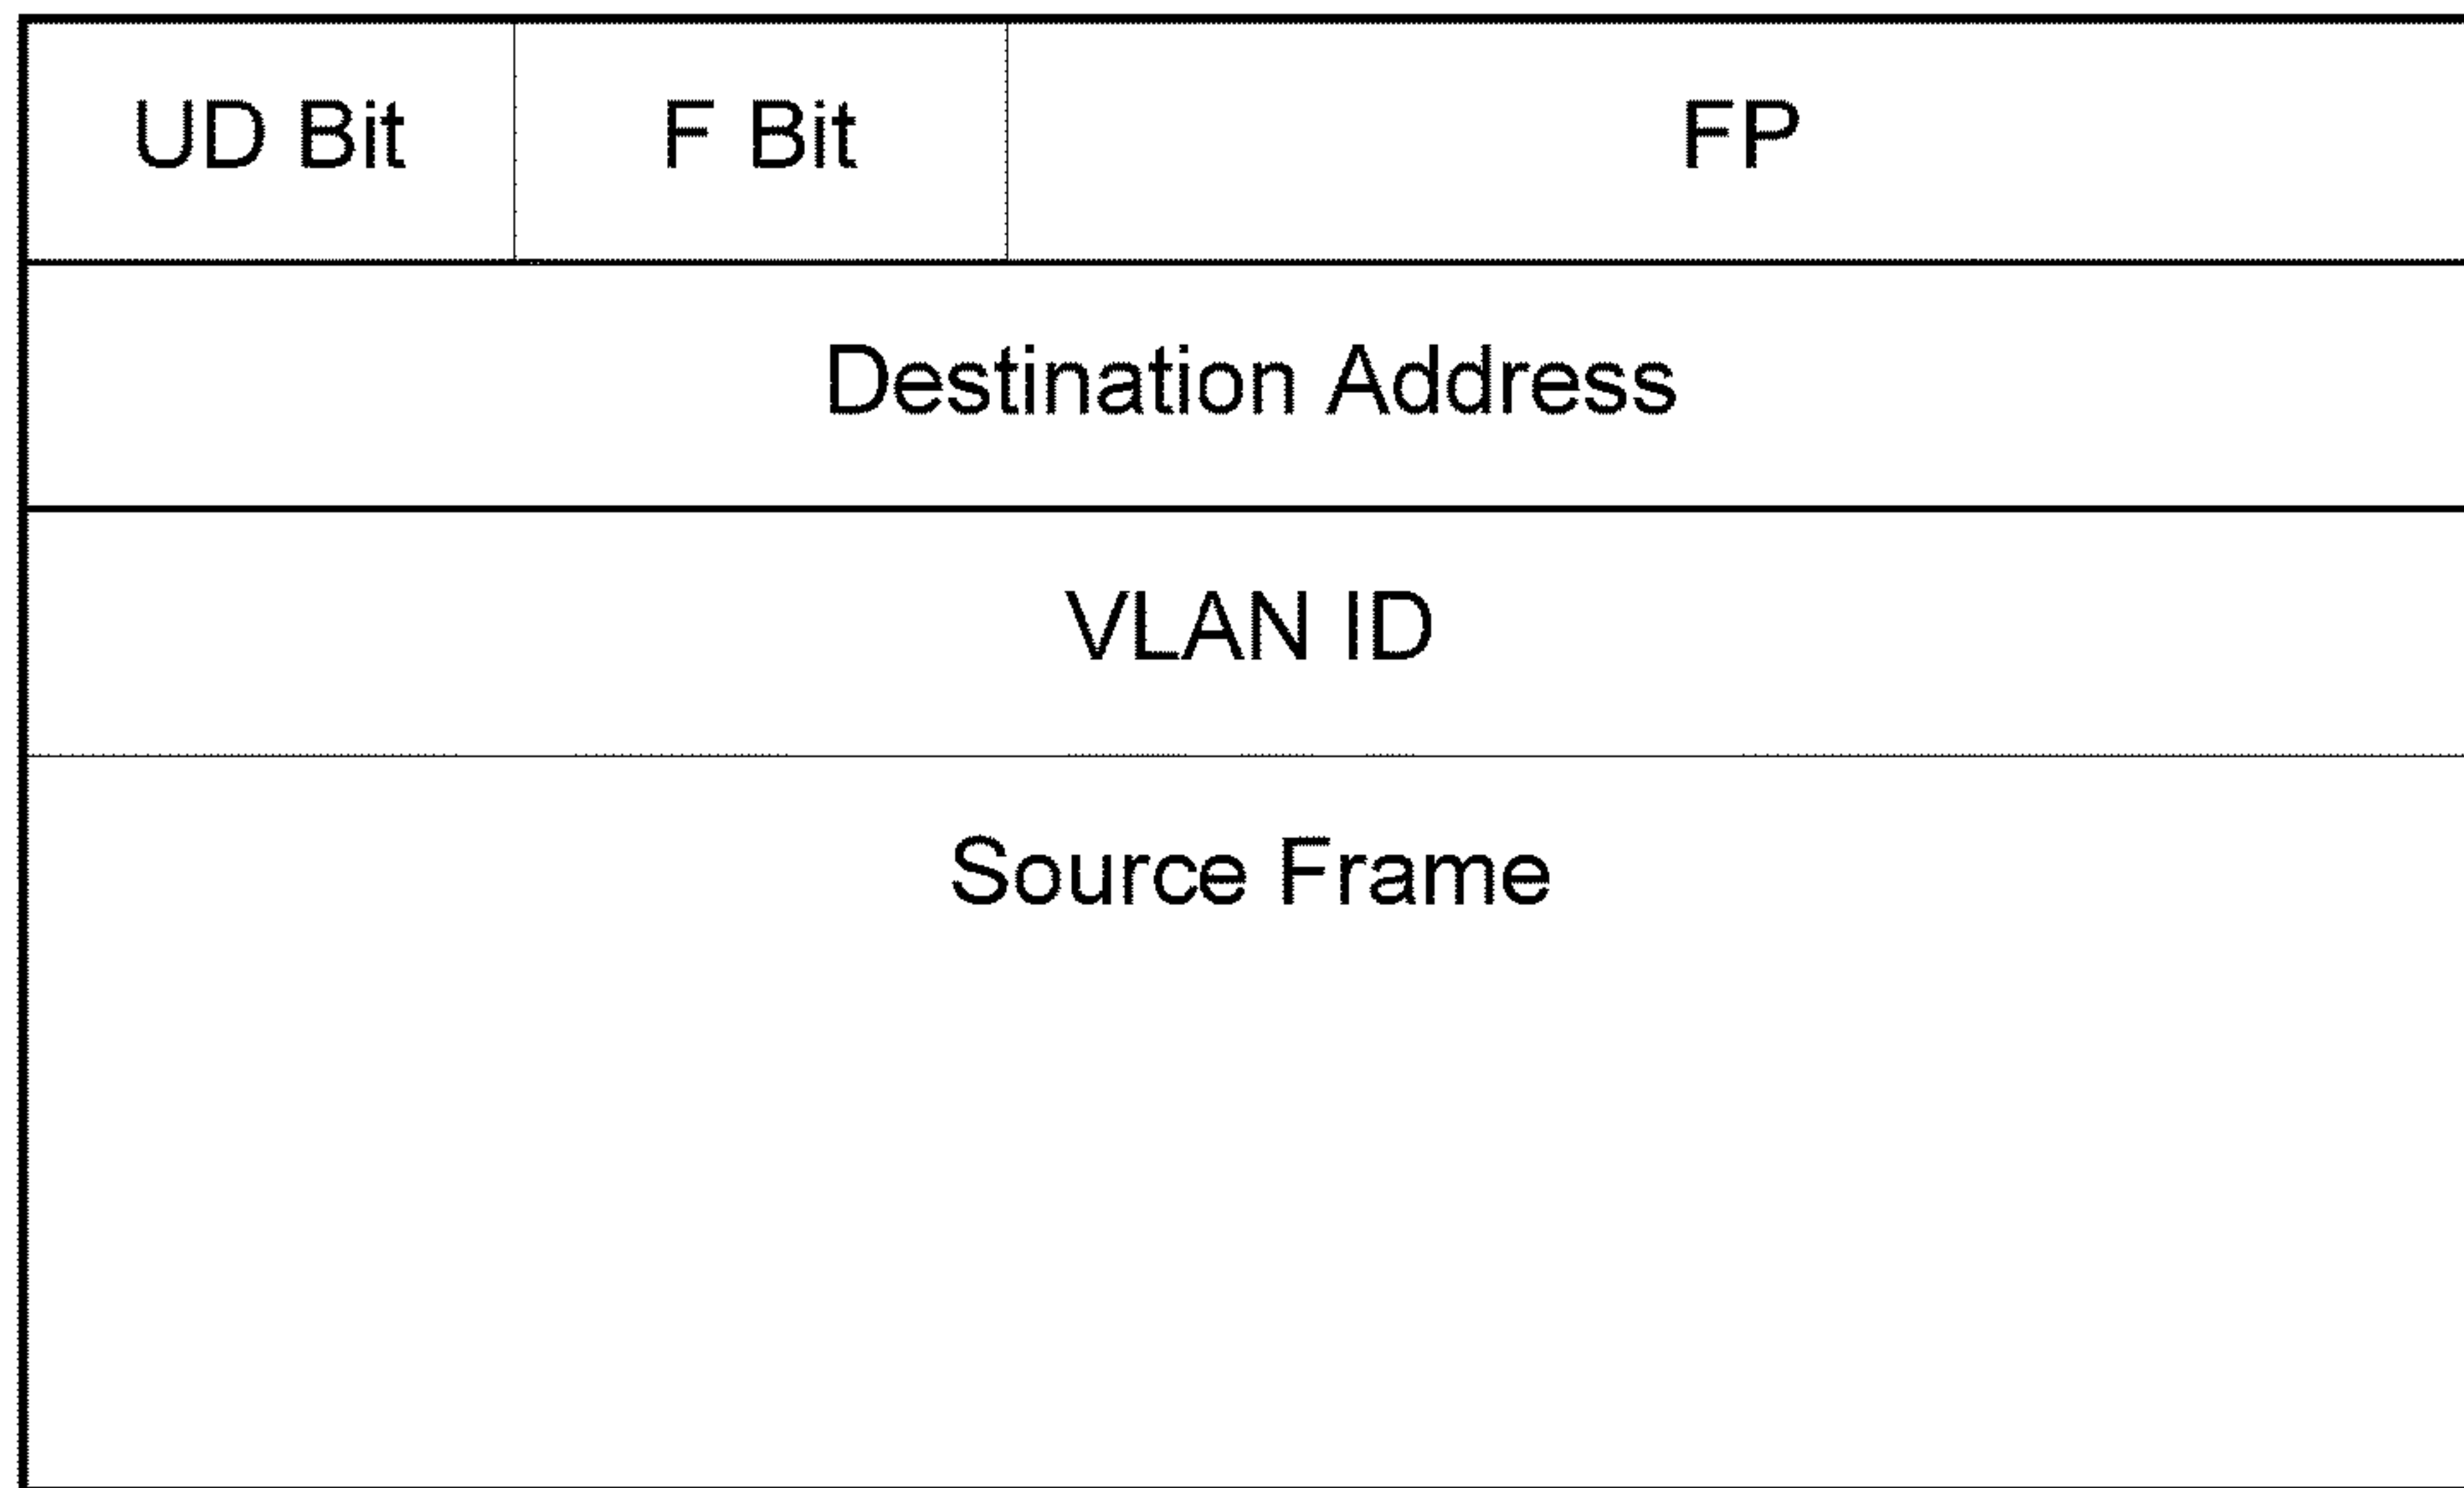 UD Bit F Bit FP
Destination Address
VLAN ID
Source Frame